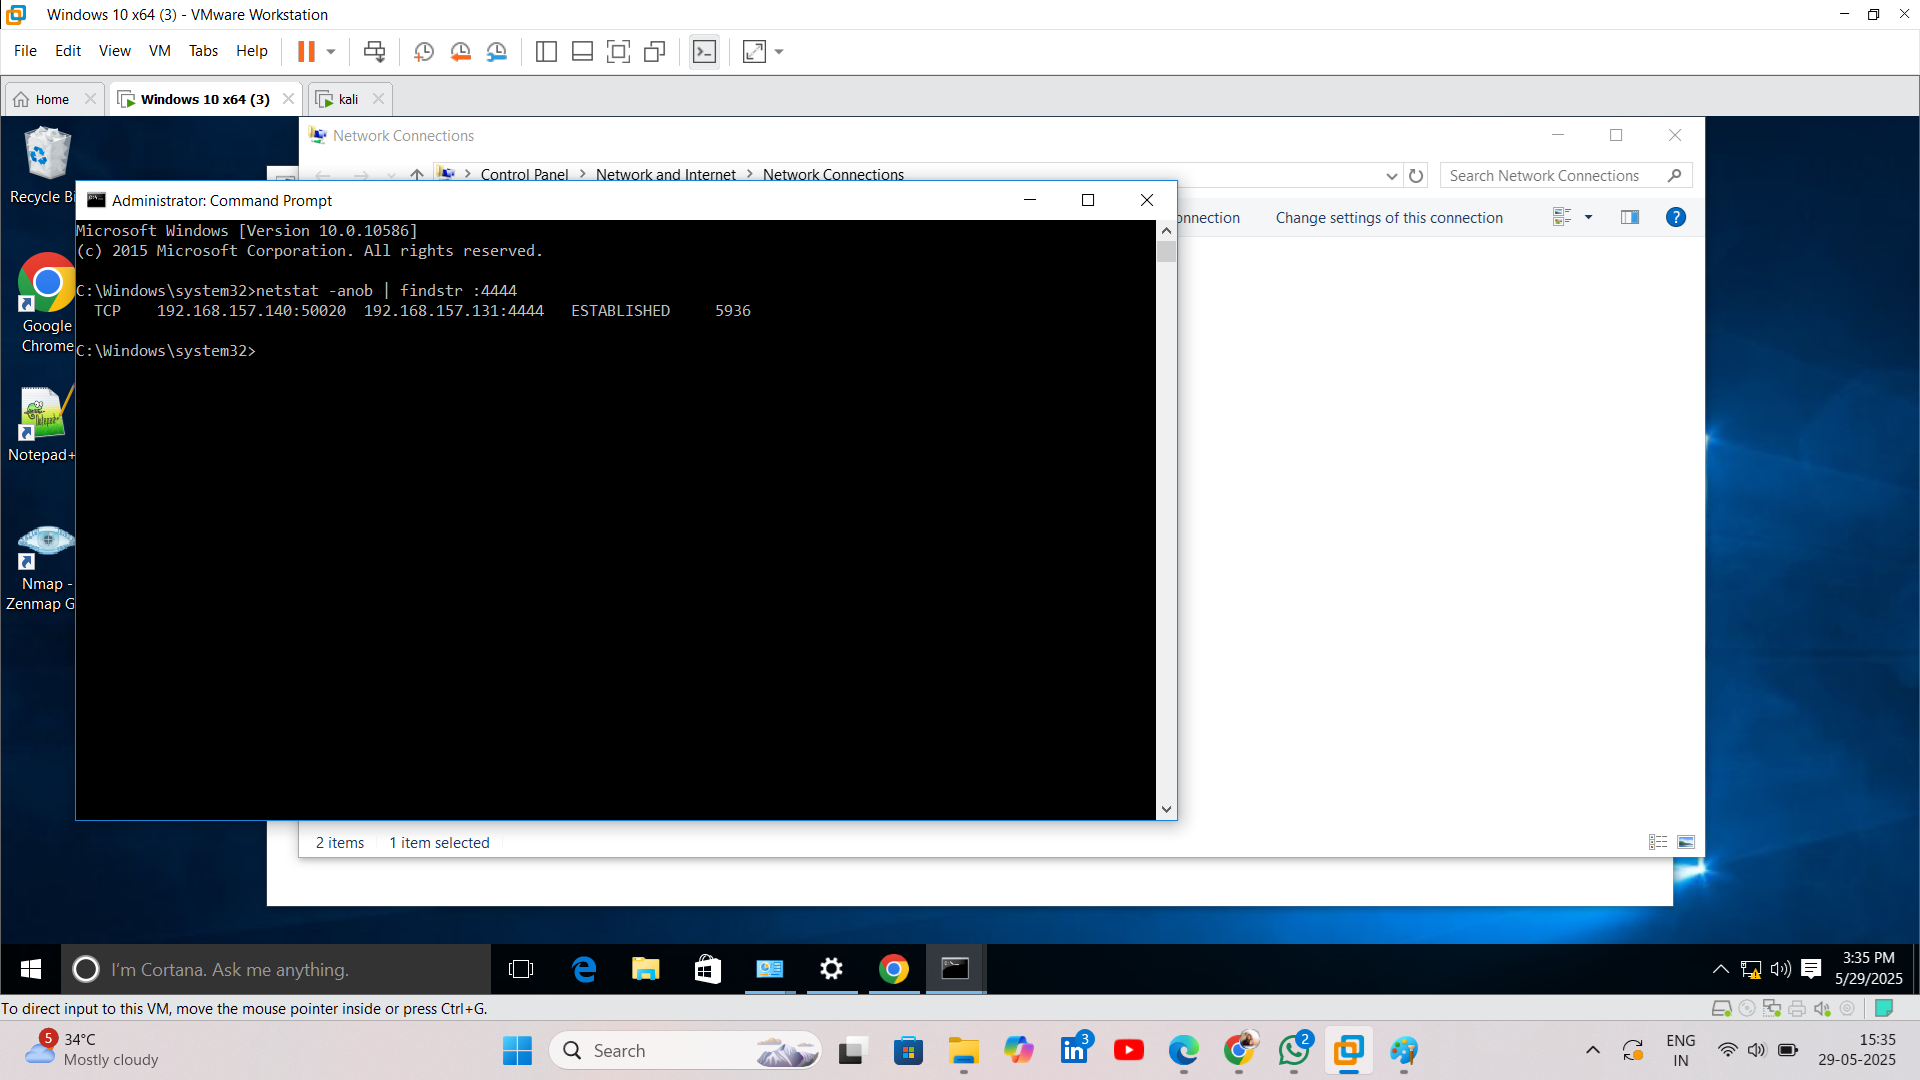 Windows 10 x64 (3) - VMware Workstation
File Edit View VM Tabs Help
Home
Windows 10 x64 (3)
kali
Network Connections
Control Panel > Network and Internet > Network Connections
Search Network Connections
Change settings of this connection
Recycle Bi
Google
Chrome
Notepad+
Nmap -
Zenmap G
Administrator: Command Prompt
Microsoft Windows [Version 10.0.10586]
(c) 2015 Microsoft Corporation. All rights reserved.
C:\Windows\system32>netstat -anob | findstr :4444
TCP 192.168.157.140:50020 192.168.157.131:4444 ESTABLISHED 5936
C:\Windows\system32>
2 items 1 item selected
I'm Cortana. Ask me anything.
3:35 PM
5/29/2025
To direct input to this VM, move the mouse pointer inside or press Ctrl+G.
5
34°C
Mostly cloudy
Search
3
2
ENG
IN
15:35
29-05-2025